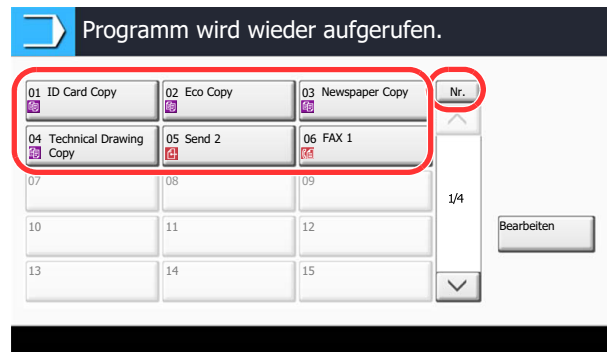 Programm wird wieder aufgerufen.
01 ID Card Copy
02 Eco Copy
03 Newspaper Copy
Nr.
04 Technical Drawing
Copy
05 Send 2
06 FAX 1
07
08
09
1/4
10
11
12
Bearbeiten
13
14
15